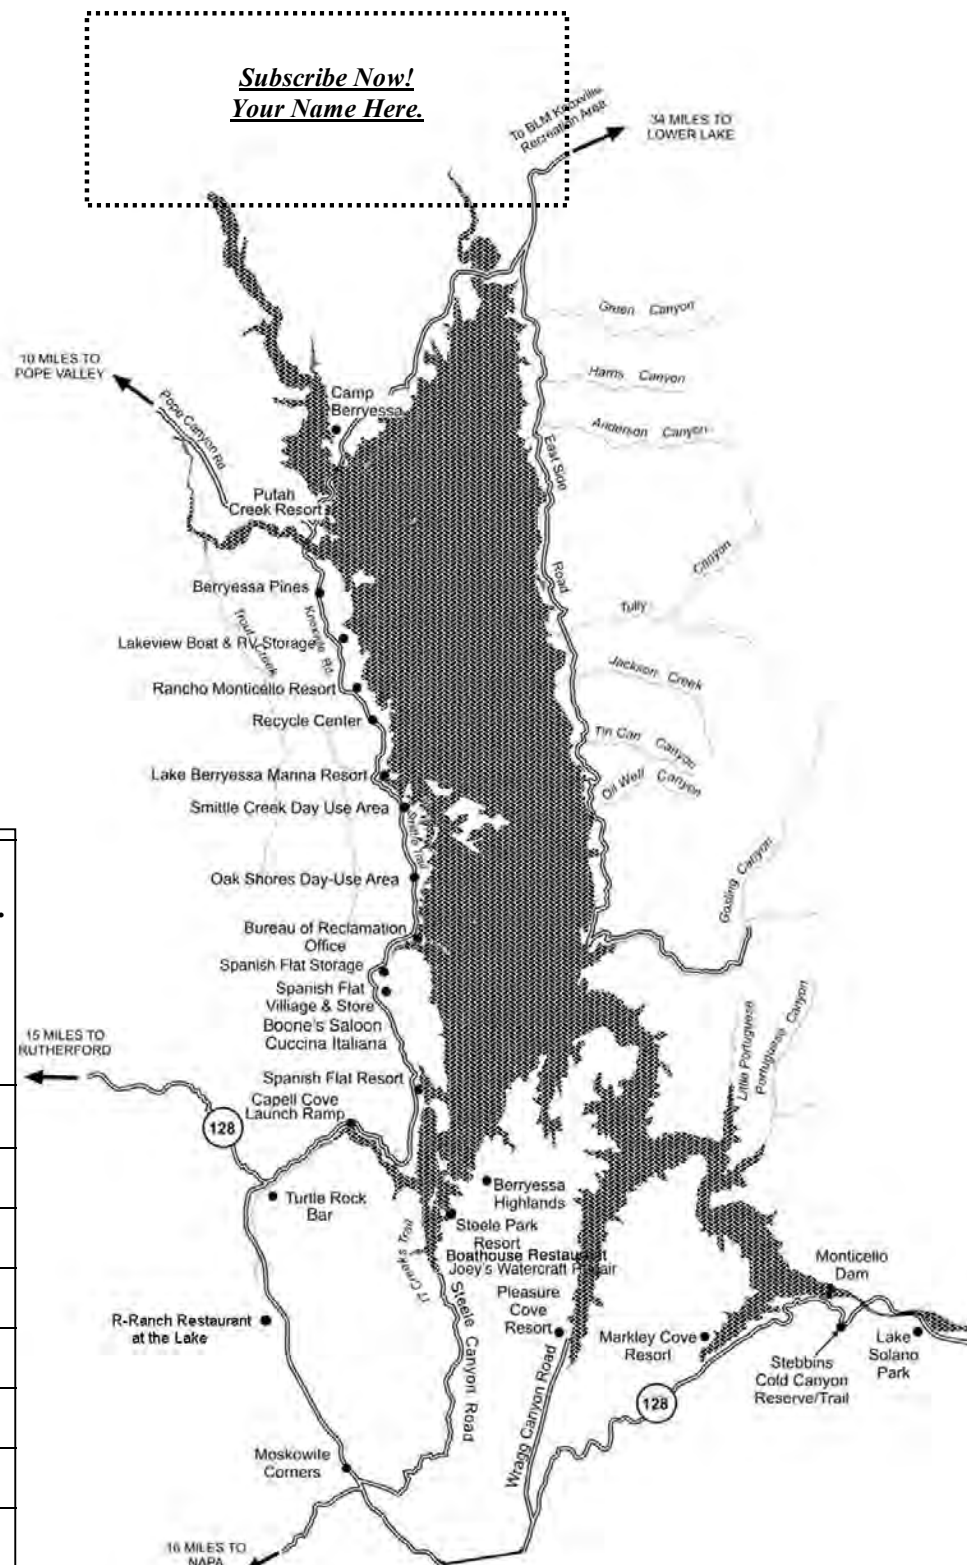 Subscribe Now!
Your Name Here.
To BLM Knoxville
Recreation Area
34 MILES TO
LOWER LAKE
Green Canyon
10 MILES TO
POPE VALLEY
Harris Canyon
Camp
Berryessa
Pope Canyon Rd
Anderson Canyon
East Side
Road
Putah
Creek Resort
Canyon
Tully
Berryessa Pines
Trout Creek
Knoxville Rd
Lakeview Boat & RV Storage
Jackson Creek
Rancho Monticello Resort
Recycle Center
Tin Can Canyon
Oil Well Canyon
Lake Berryessa Marina Resort
Smittle Creek Day Use Area
Smittle Trail
Oak Shores Day-Use Area
Gosling Canyon
Bureau of Reclamation
Office
Spanish Flat Storage
Spanish Flat
Villiage & Store
Boone's Saloon
Cuccina Italiana
Little Portuguese
Portuguese Canyon
15 MILES TO
RUTHERFORD
Spanish Flat Resort
Capell Cove
Launch Ramp
128
Turtle Rock
Bar
Berryessa
Highlands
Steele Park
Resort
Boathouse Restaurant
Joey's Watercraft Repair
17 Creeks Trail
Steele Canyon Road
Monticello
Dam
Pleasure
Cove
Resort
R-Ranch Restaurant
at the Lake
Markley Cove
Resort
Lake
Solano
Park
Stebbins
Cold Canyon
Reserve/Trail
Wragg Canyon Road
128
Moskowite
Corners
16 MILES TO
NAPA